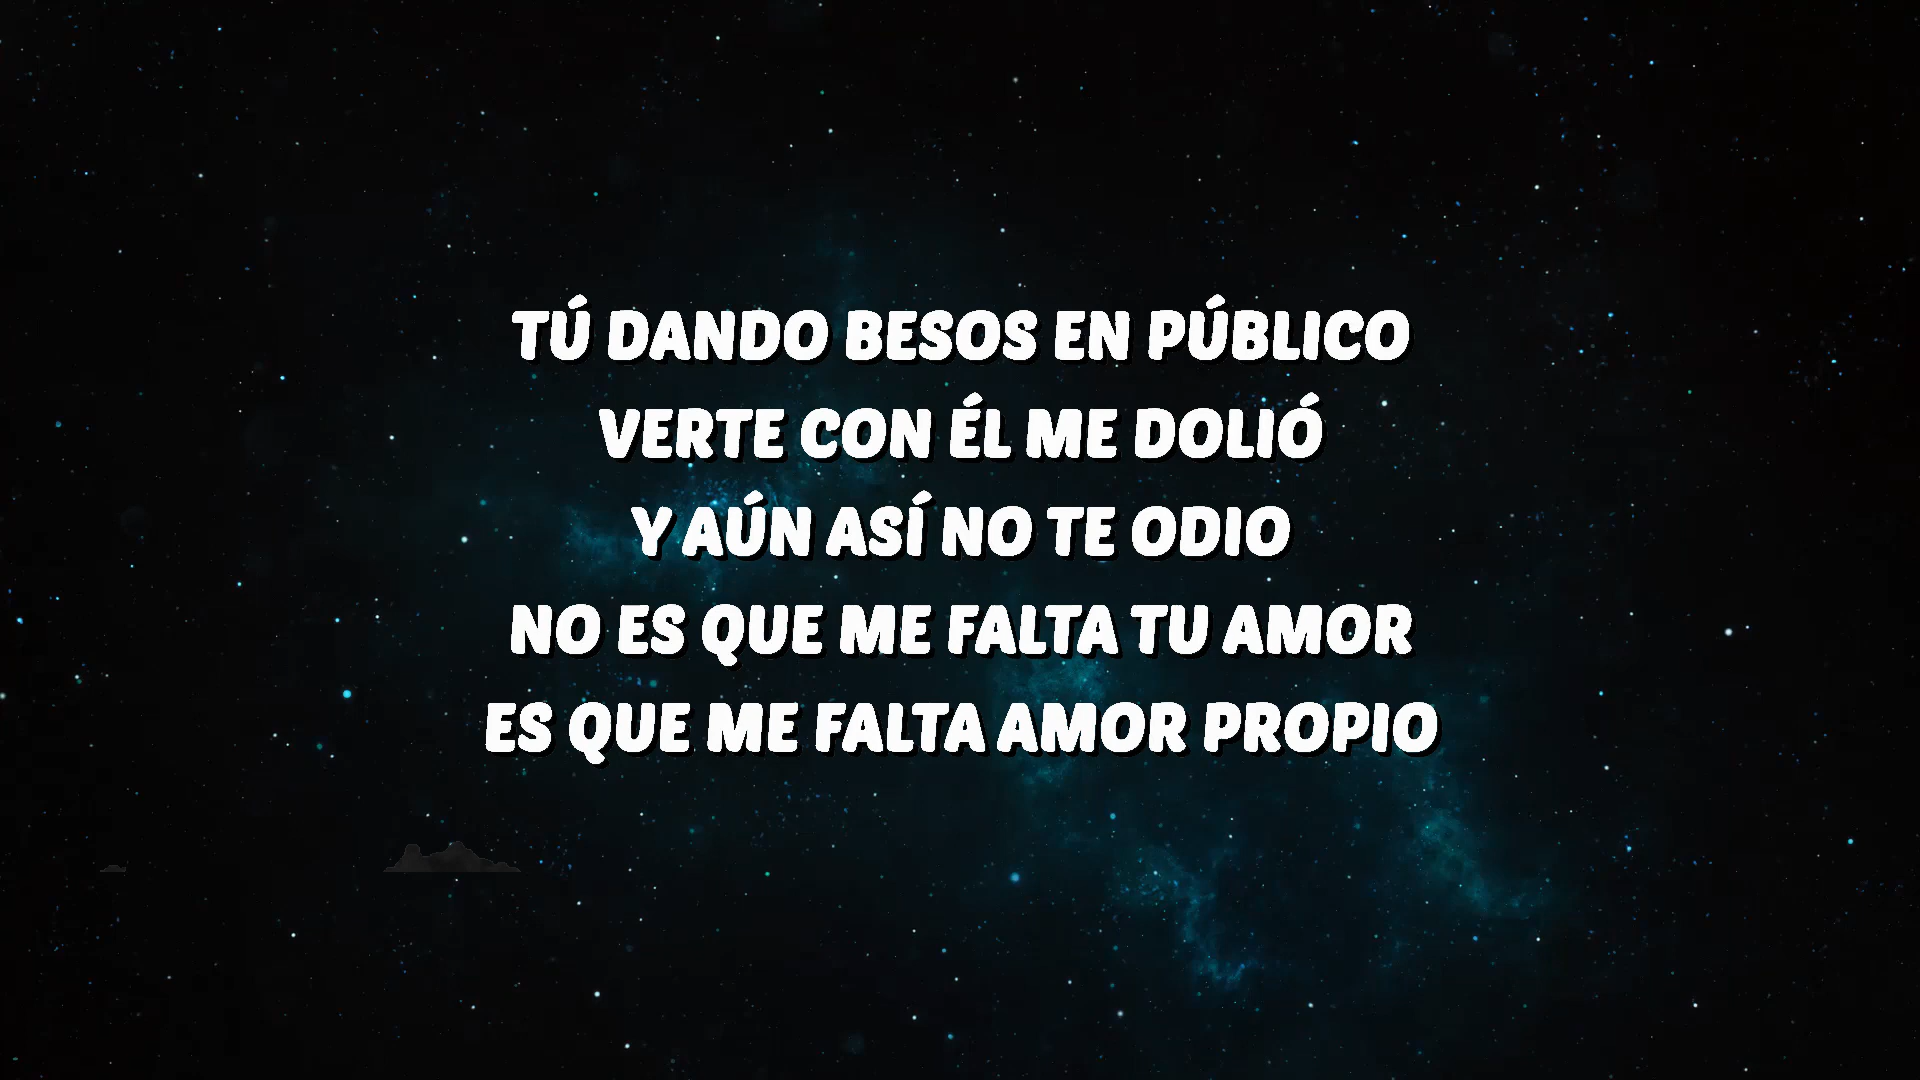 TÚ DANDO BESOS EN PÚBLICO
VERTE CON ÉL ME DOLIÓ
Y AÚN ASÍ NO TE ODIO
NO ES QUE ME FALTA TU AMOR
ES QUE ME FALTA AMOR PROPIO